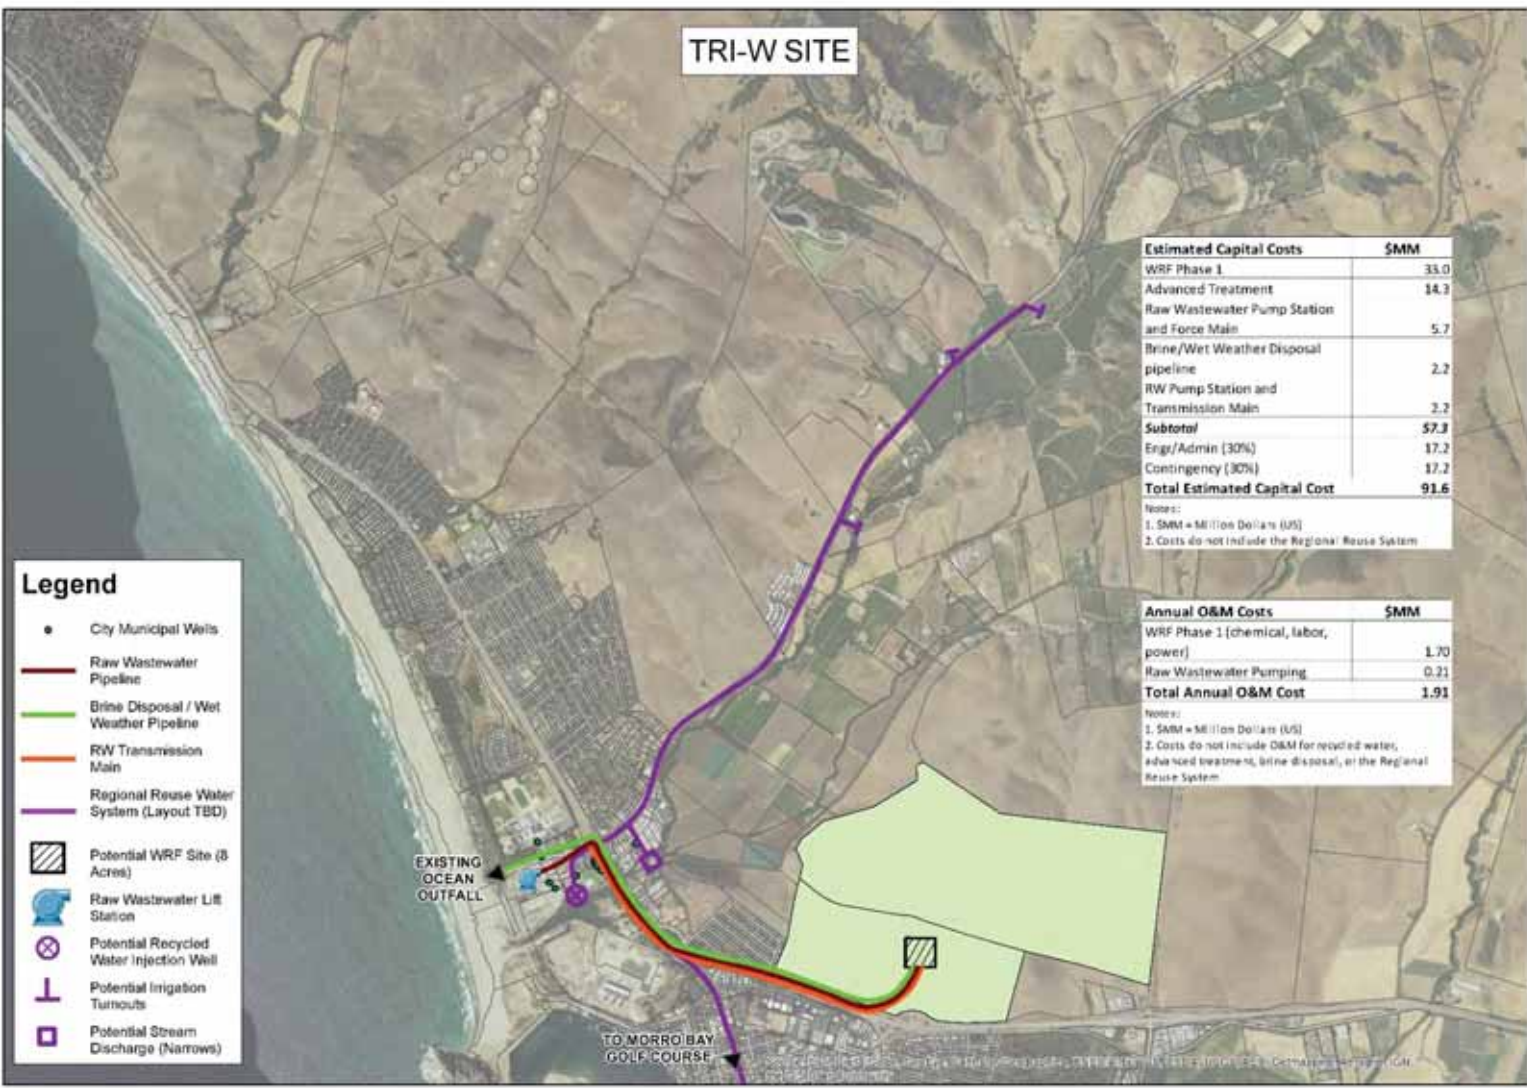 TRI-W SITE
Estimated Capital Costs $MM
WRF Phase 1 33.0
Advanced Treatment 14.3
Raw Wastewater Pump Station
and Force Main 5.7
Brine/Wet Weather Disposal
pipeline 2.2
RW Pump Station and
Transmission Main 2.2
Subtotal 57.3
Engr/Admin (30%) 17.2
Contingency (30%) 17.2
Total Estimated Capital Cost 91.6
Notes:
1. $MM = Million Dollars (US)
2. Costs do not include the Regional Reuse System
Annual O&M Costs $MM
WRF Phase 1 (chemical, labor,
power) 1.70
Raw Wastewater Pumping 0.21
Total Annual O&M Cost 1.91
Notes:
1. $MM = Million Dollars (US)
2. Costs do not include O&M for recycled water,
advanced treatment, brine disposal, or the Regional
Reuse System
Legend
City Municipal Wells
Raw Wastewater
Pipeline
Brine Disposal / Wet
Weather Pipeline
RW Transmission
Main
Regional Reuse Water
System (Layout TBD)
Potential WRF Site (8
Acres)
Raw Wastewater Lift
Station
Potential Recycled
Water Injection Well
Potential Irrigation
Turnouts
Potential Stream
Discharge (Narrows)
EXISTING
OCEAN
OUTFALL
TO MORRO BAY
GOLF COURSE